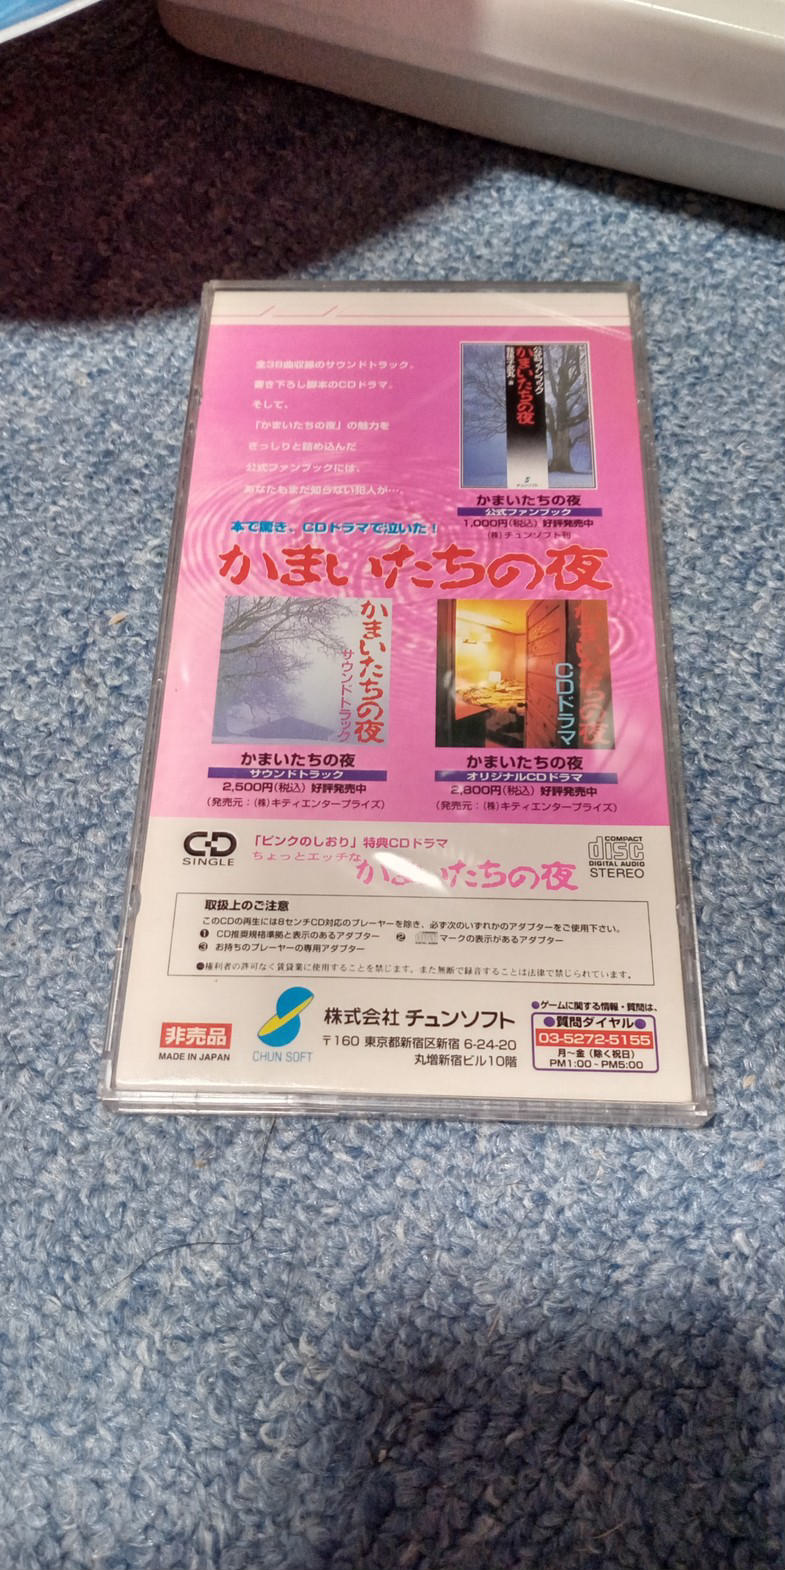 全38曲収録のサウンドトラック。
書き下ろし脚本のCDドラマ。
そして、
「かまいたちの夜」の魅力を
ぎっしりと詰め込んだ
公式ファンブックには、
あなたもまだ知らない犯人が…。
公式ファンブック
かまいたちの夜
チュンソフト
かまいたちの夜
公式ファンブック
1,000円(税込) 好評発売中
(株)チュンソフト刊
本で驚き、CDドラマで泣いた!
かまいたちの夜
かまいたちの夜
サウンドトラック
かまいたちの夜
CDドラマ
かまいたちの夜
サウンドトラック
2,500円(税込) 好評発売中
(発売元:(株)キティエンタープライズ)
かまいたちの夜
オリジナルCDドラマ
2,800円(税込) 好評発売中
(発売元:(株)キティエンタープライズ)
CD
SINGLE
「ピンクのしおり」特典CDドラマ
ちょっとエッチな
かまいたちの夜
COMPACT
disc
DIGITAL AUDIO
STEREO
取扱上のご注意
このCDの再生には8センチCD対応のプレーヤーを除き、必ず次のいずれかのアダプターをご使用下さい。
❶ CD推奨規格準拠と表示のあるアダプター ❷ マークの表示があるアダプター
❸ お持ちのプレーヤーの専用アダプター
●権利者の許可なく賃貸業に使用することを禁じます。また無断で録音することは法律で禁じられています。
非売品
MADE IN JAPAN
CHUN SOFT
株式会社 チュンソフト
〒160 東京都新宿区新宿 6-24-20
丸増新宿ビル10階
●ゲームに関する情報・質問は、
●質問ダイヤル●
03-5272-5155
月〜金(除く祝日)
PM1:00〜PM5:00